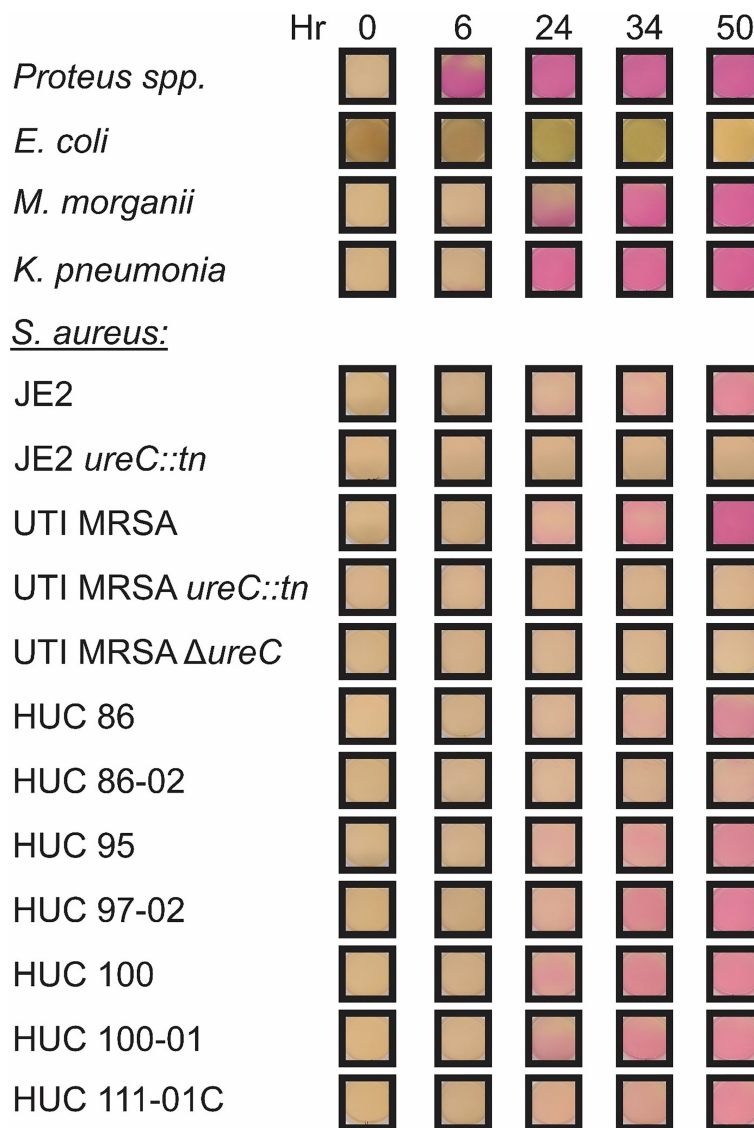 Hr 0 6 24 34 50
Proteus spp.
E. coli
M. morganii
K. pneumonia
S. aureus:
JE2
JE2 ureC::tn
UTI MRSA
UTI MRSA ureC::tn
UTI MRSA ΔureC
HUC 86
HUC 86-02
HUC 95
HUC 97-02
HUC 100
HUC 100-01
HUC 111-01C